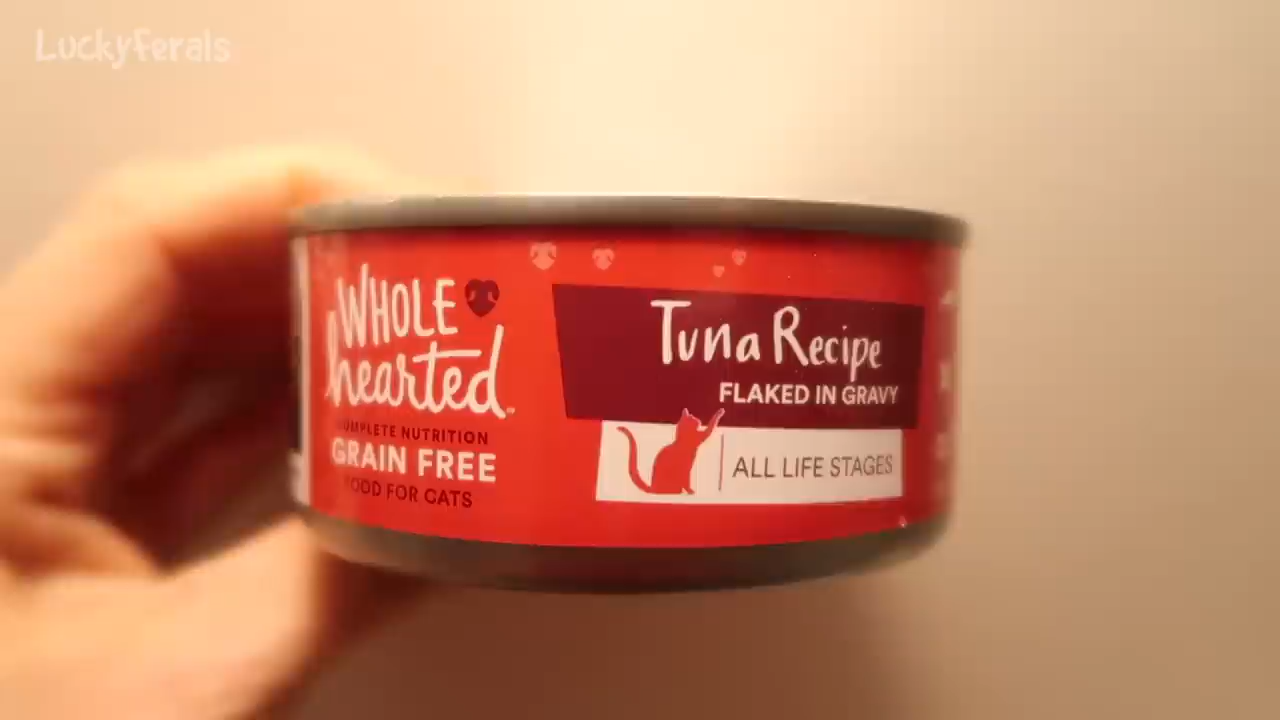 LuckyFerals
WHOLE
hearted
COMPLETE NUTRITION
GRAIN FREE
FOOD FOR CATS
Tuna Recipe
FLAKED IN GRAVY
ALL LIFE STAGES